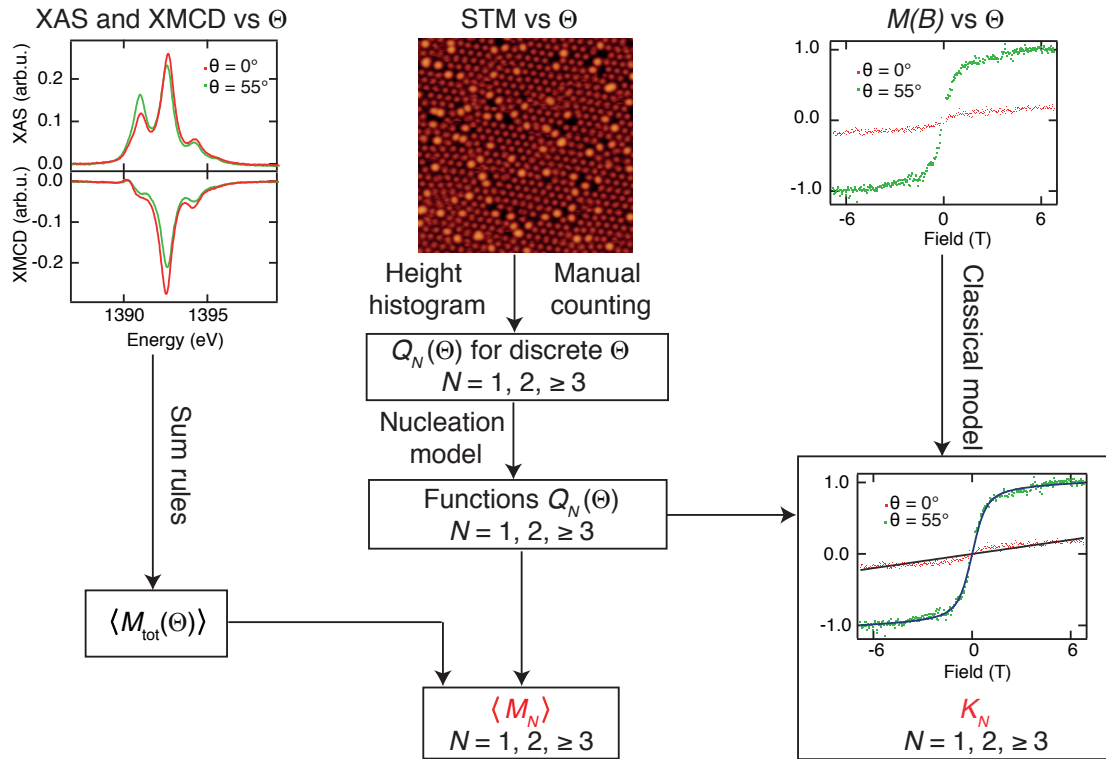 XAS and XMCD vs Θ
XAS (arb.u.)
0.2
0.1
0.0
θ = 0°
θ = 55°
XMCD (arb.u.)
0.0
-0.1
-0.2
1390
1395
Energy (eV)
Sum rules
⟨M_tot(Θ)⟩
STM vs Θ
Height
histogram
Manual
counting
Q_N(Θ) for discrete Θ
N = 1, 2, ≥ 3
Nucleation
model
Functions Q_N(Θ)
N = 1, 2, ≥ 3
⟨M_N⟩
N = 1, 2, ≥ 3
M(B) vs Θ
1.0
0.0
-1.0
θ = 0°
θ = 55°
-6
0
6
Field (T)
Classical model
1.0
0.0
-1.0
θ = 0°
θ = 55°
-6
0
6
Field (T)
K_N
N = 1, 2, ≥ 3